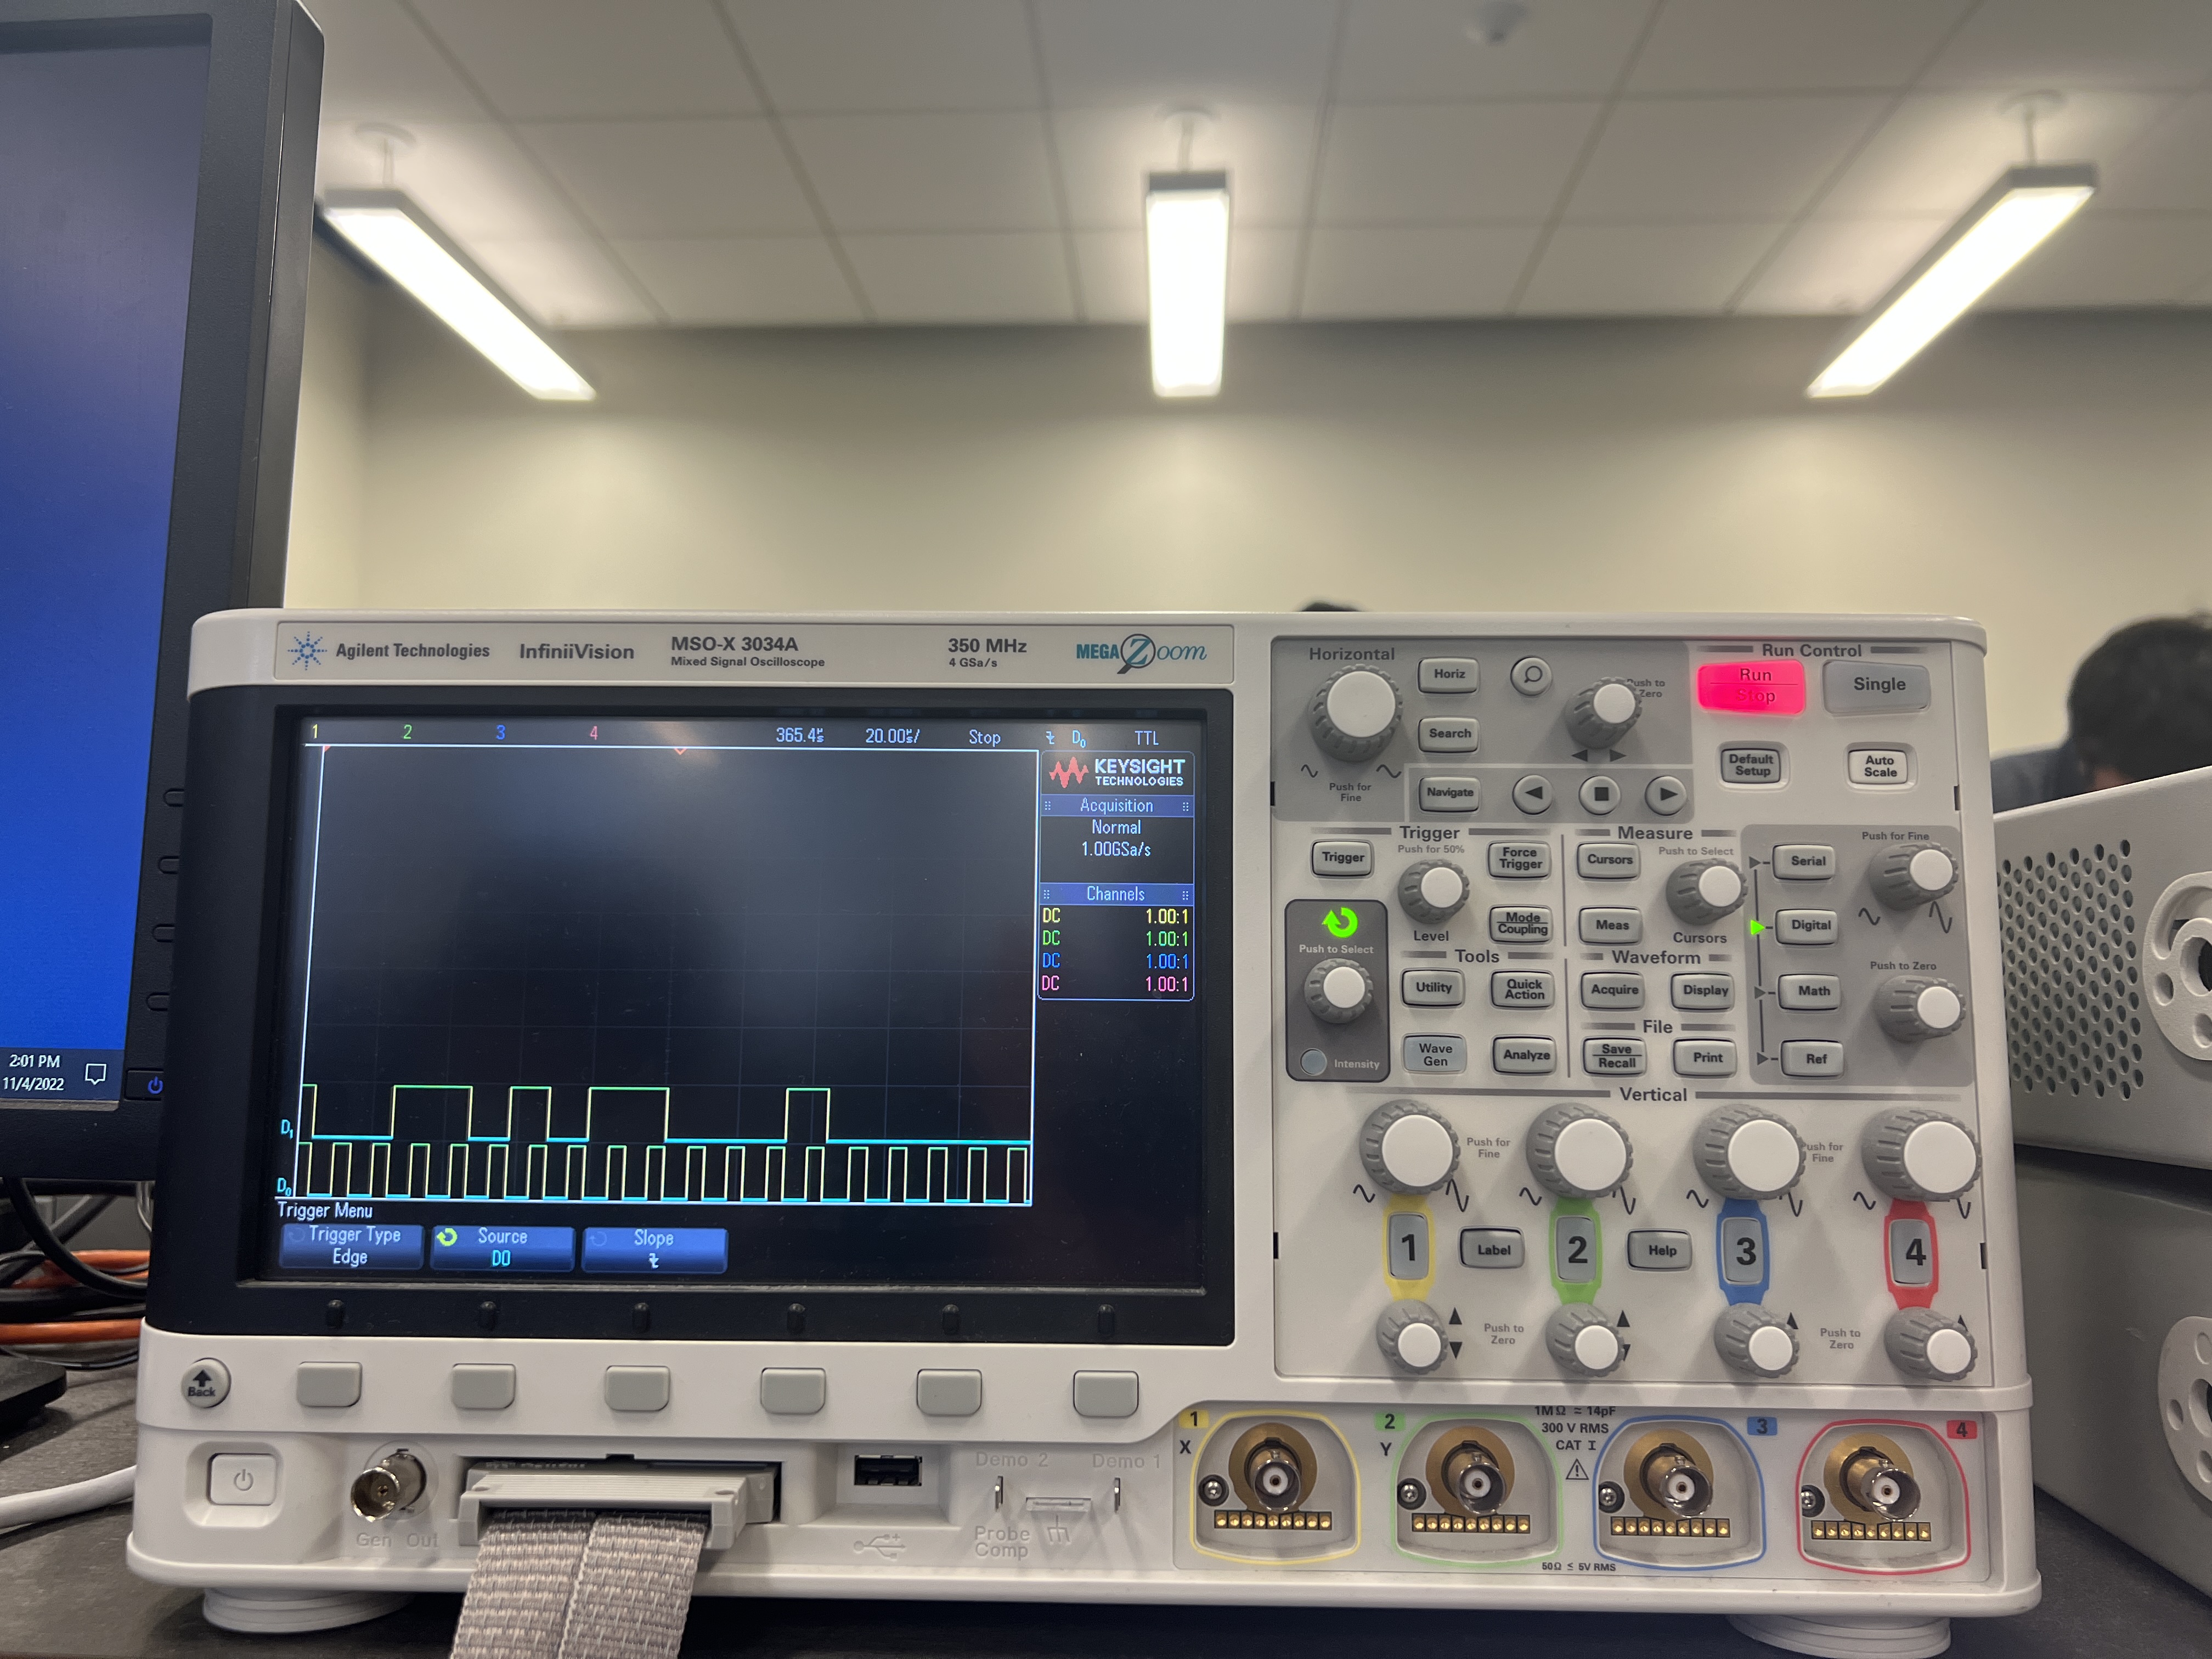 Agilent Technologies InfiniiVision MSO-X 3034A 350 MHz MEGA Zoom
Mixed Signal Oscilloscope 4 GSa/s
1 2 3 4 365.4µs 20.00µs/ Stop D0 TTL
KEYSIGHT
TECHNOLOGIES
Acquisition
Normal
1.00GSa/s
Channels
DC 1.00:1
DC 1.00:1
DC 1.00:1
DC 1.00:1
D1
D0
Trigger Menu
Trigger Type
Edge
Source
D0
Slope
Back
Gen Out
Demo 2
Demo 1
Probe
Comp
Horizontal
Push for
Fine
Horiz
Search
Navigate
Push to
Zero
Run Control
Run
Stop
Single
Default
Setup
Auto
Scale
Trigger
Push for 50%
Trigger
Force
Trigger
Level
Mode
Coupling
Measure
Cursors
Push to Select
Meas
Cursors
Push for Fine
Serial
Digital
Push to Zero
Math
Ref
Push to Select
Intensity
Tools
Utility
Quick
Action
Wave
Gen
Analyze
Waveform
Acquire
Display
File
Save
Recall
Print
Vertical
Push for
Fine
Push for
Fine
1
Label
2
Help
3
4
Push to
Zero
Push to
Zero
1
X
2
Y
1MΩ ≈ 14pF
300 V RMS
CAT I
3
4
50Ω ≤ 5V RMS
2:01 PM
11/4/2022